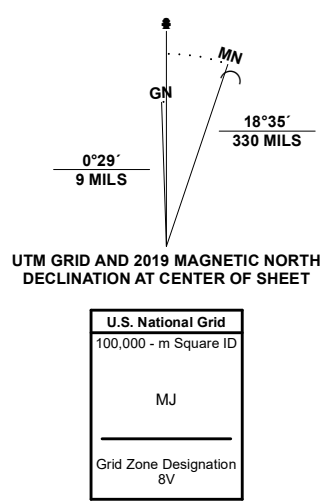 MN
GN
18°35´
330 MILS
0°29´
9 MILS
UTM GRID AND 2019 MAGNETIC NORTH
DECLINATION AT CENTER OF SHEET
U.S. National Grid
100,000 - m Square ID
MJ
Grid Zone Designation
8V